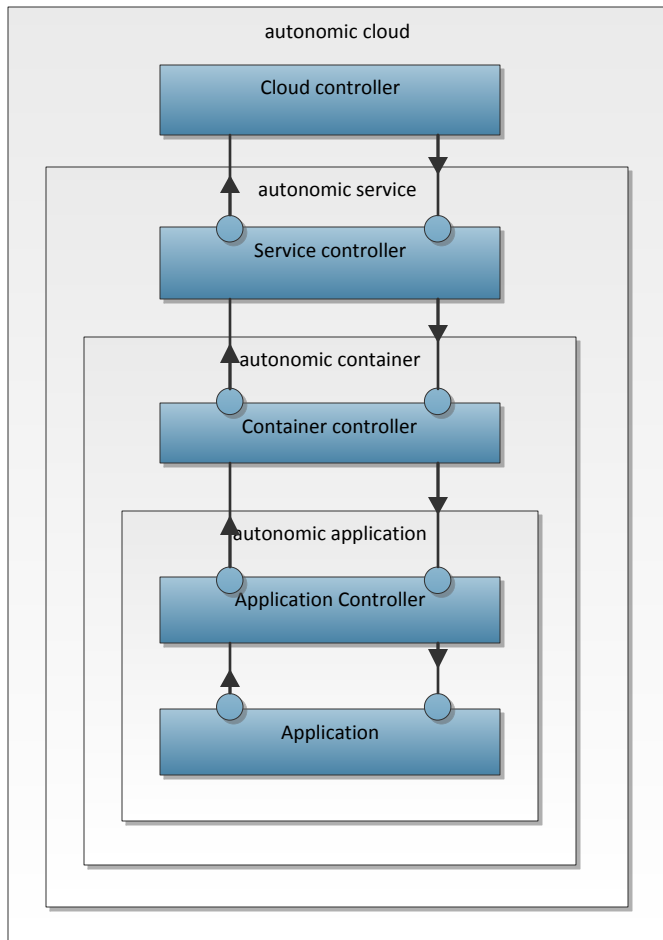 autonomic cloud
Cloud controller
autonomic service
Service controller
autonomic container
Container controller
autonomic application
Application Controller
Application